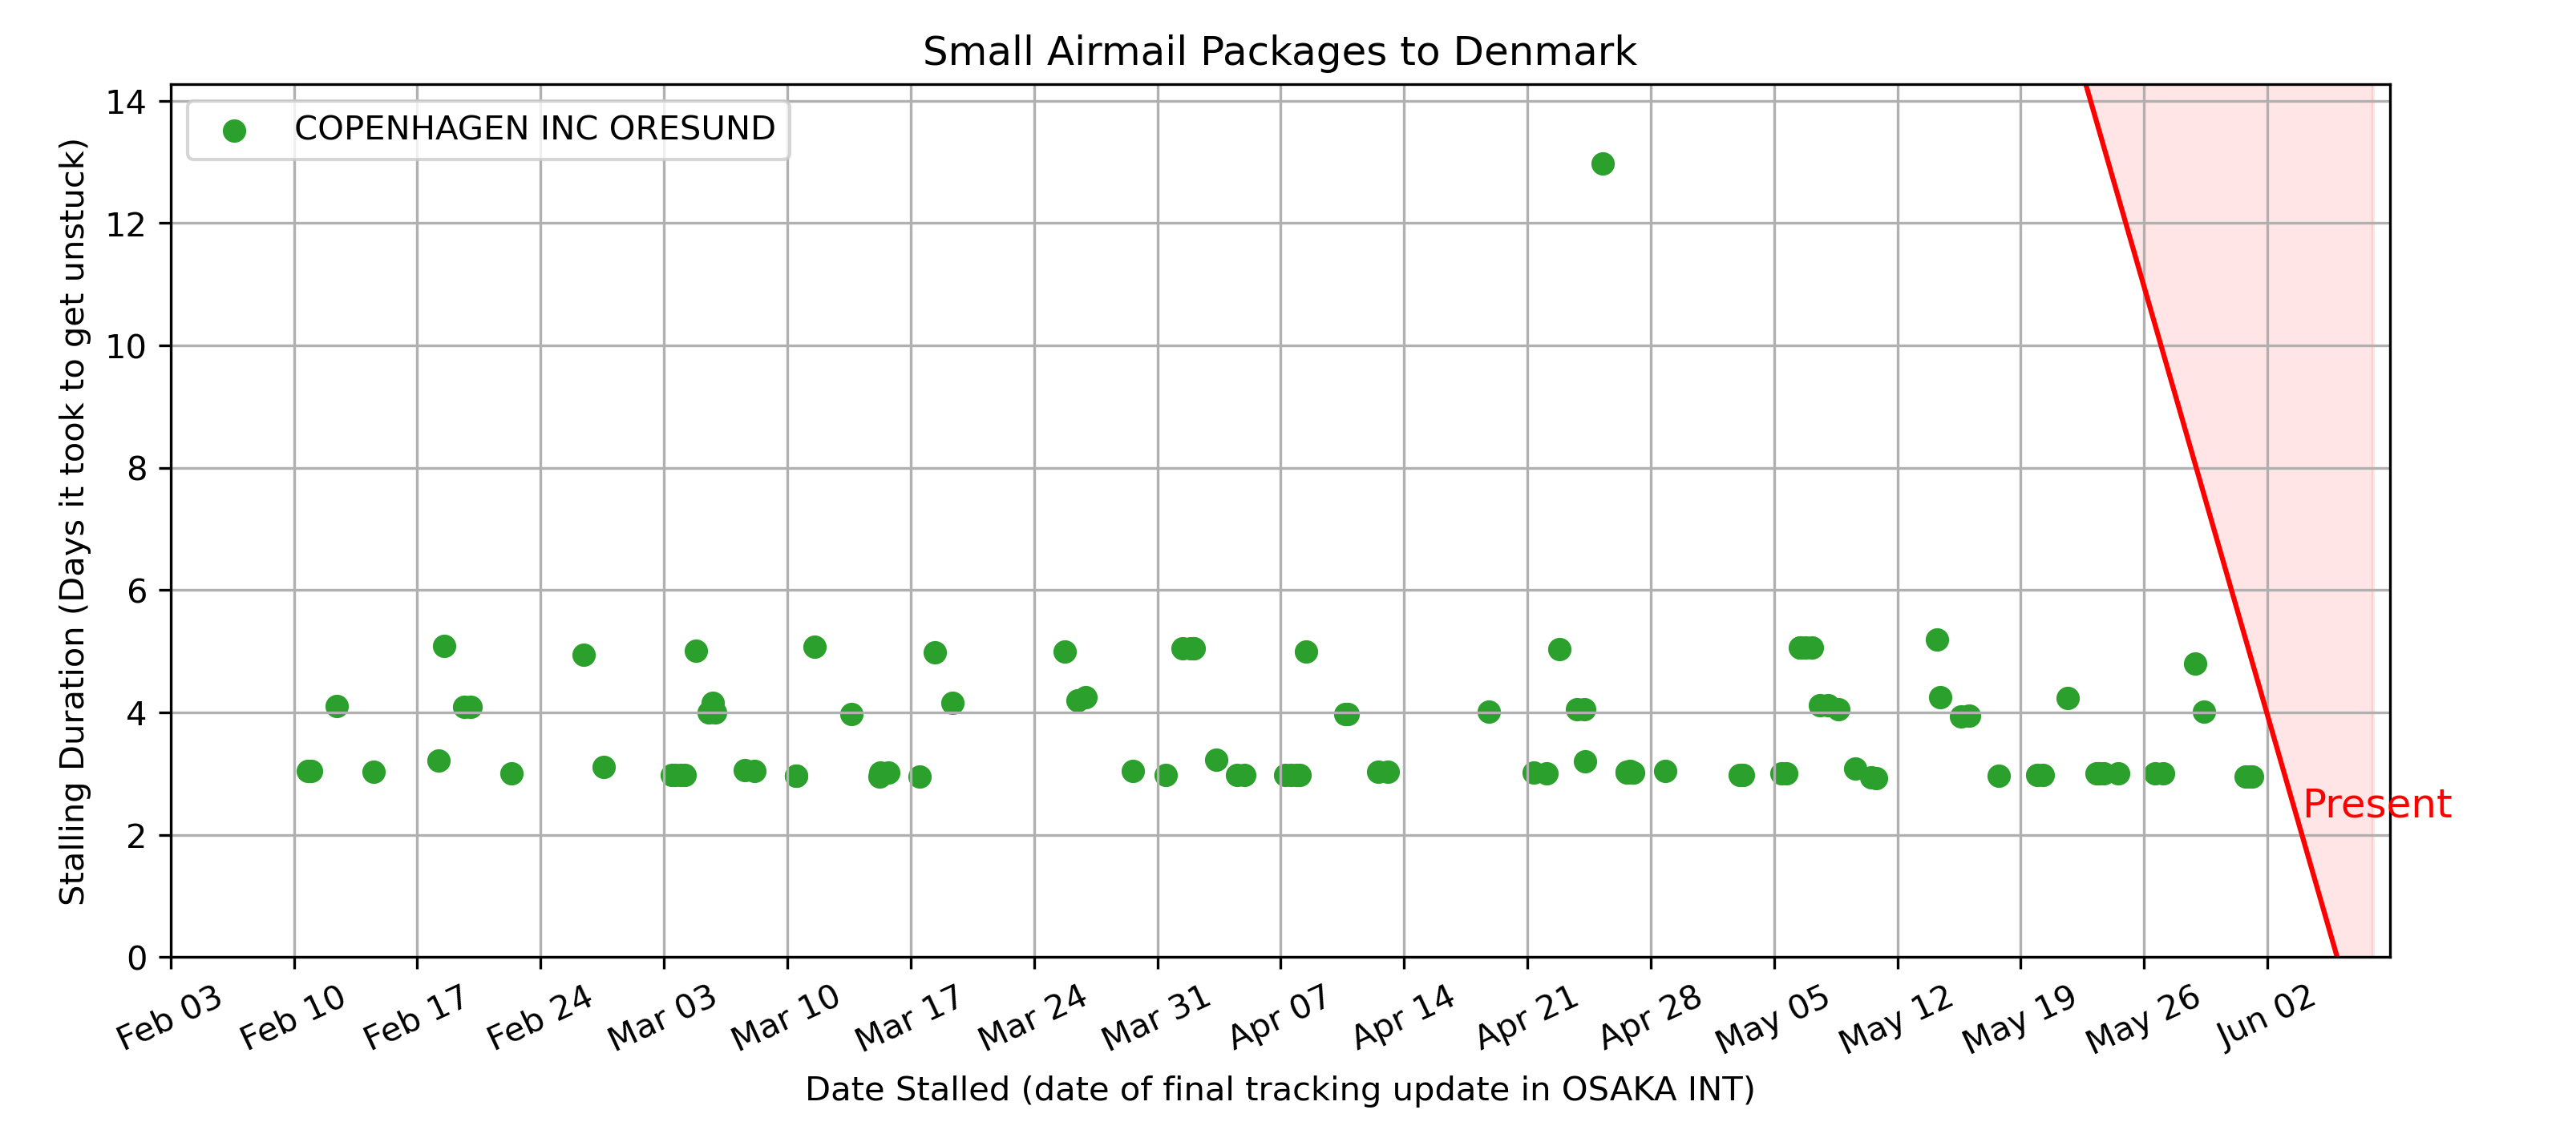 Small Airmail Packages to Denmark
COPENHAGEN INC ORESUND
Stalling Duration (Days it took to get unstuck)
14
12
10
8
6
4
2
0
Present
Feb 03
Feb 10
Feb 17
Feb 24
Mar 03
Mar 10
Mar 17
Mar 24
Mar 31
Apr 07
Apr 14
Apr 21
Apr 28
May 05
May 12
May 19
May 26
Jun 02
Date Stalled (date of final tracking update in OSAKA INT)